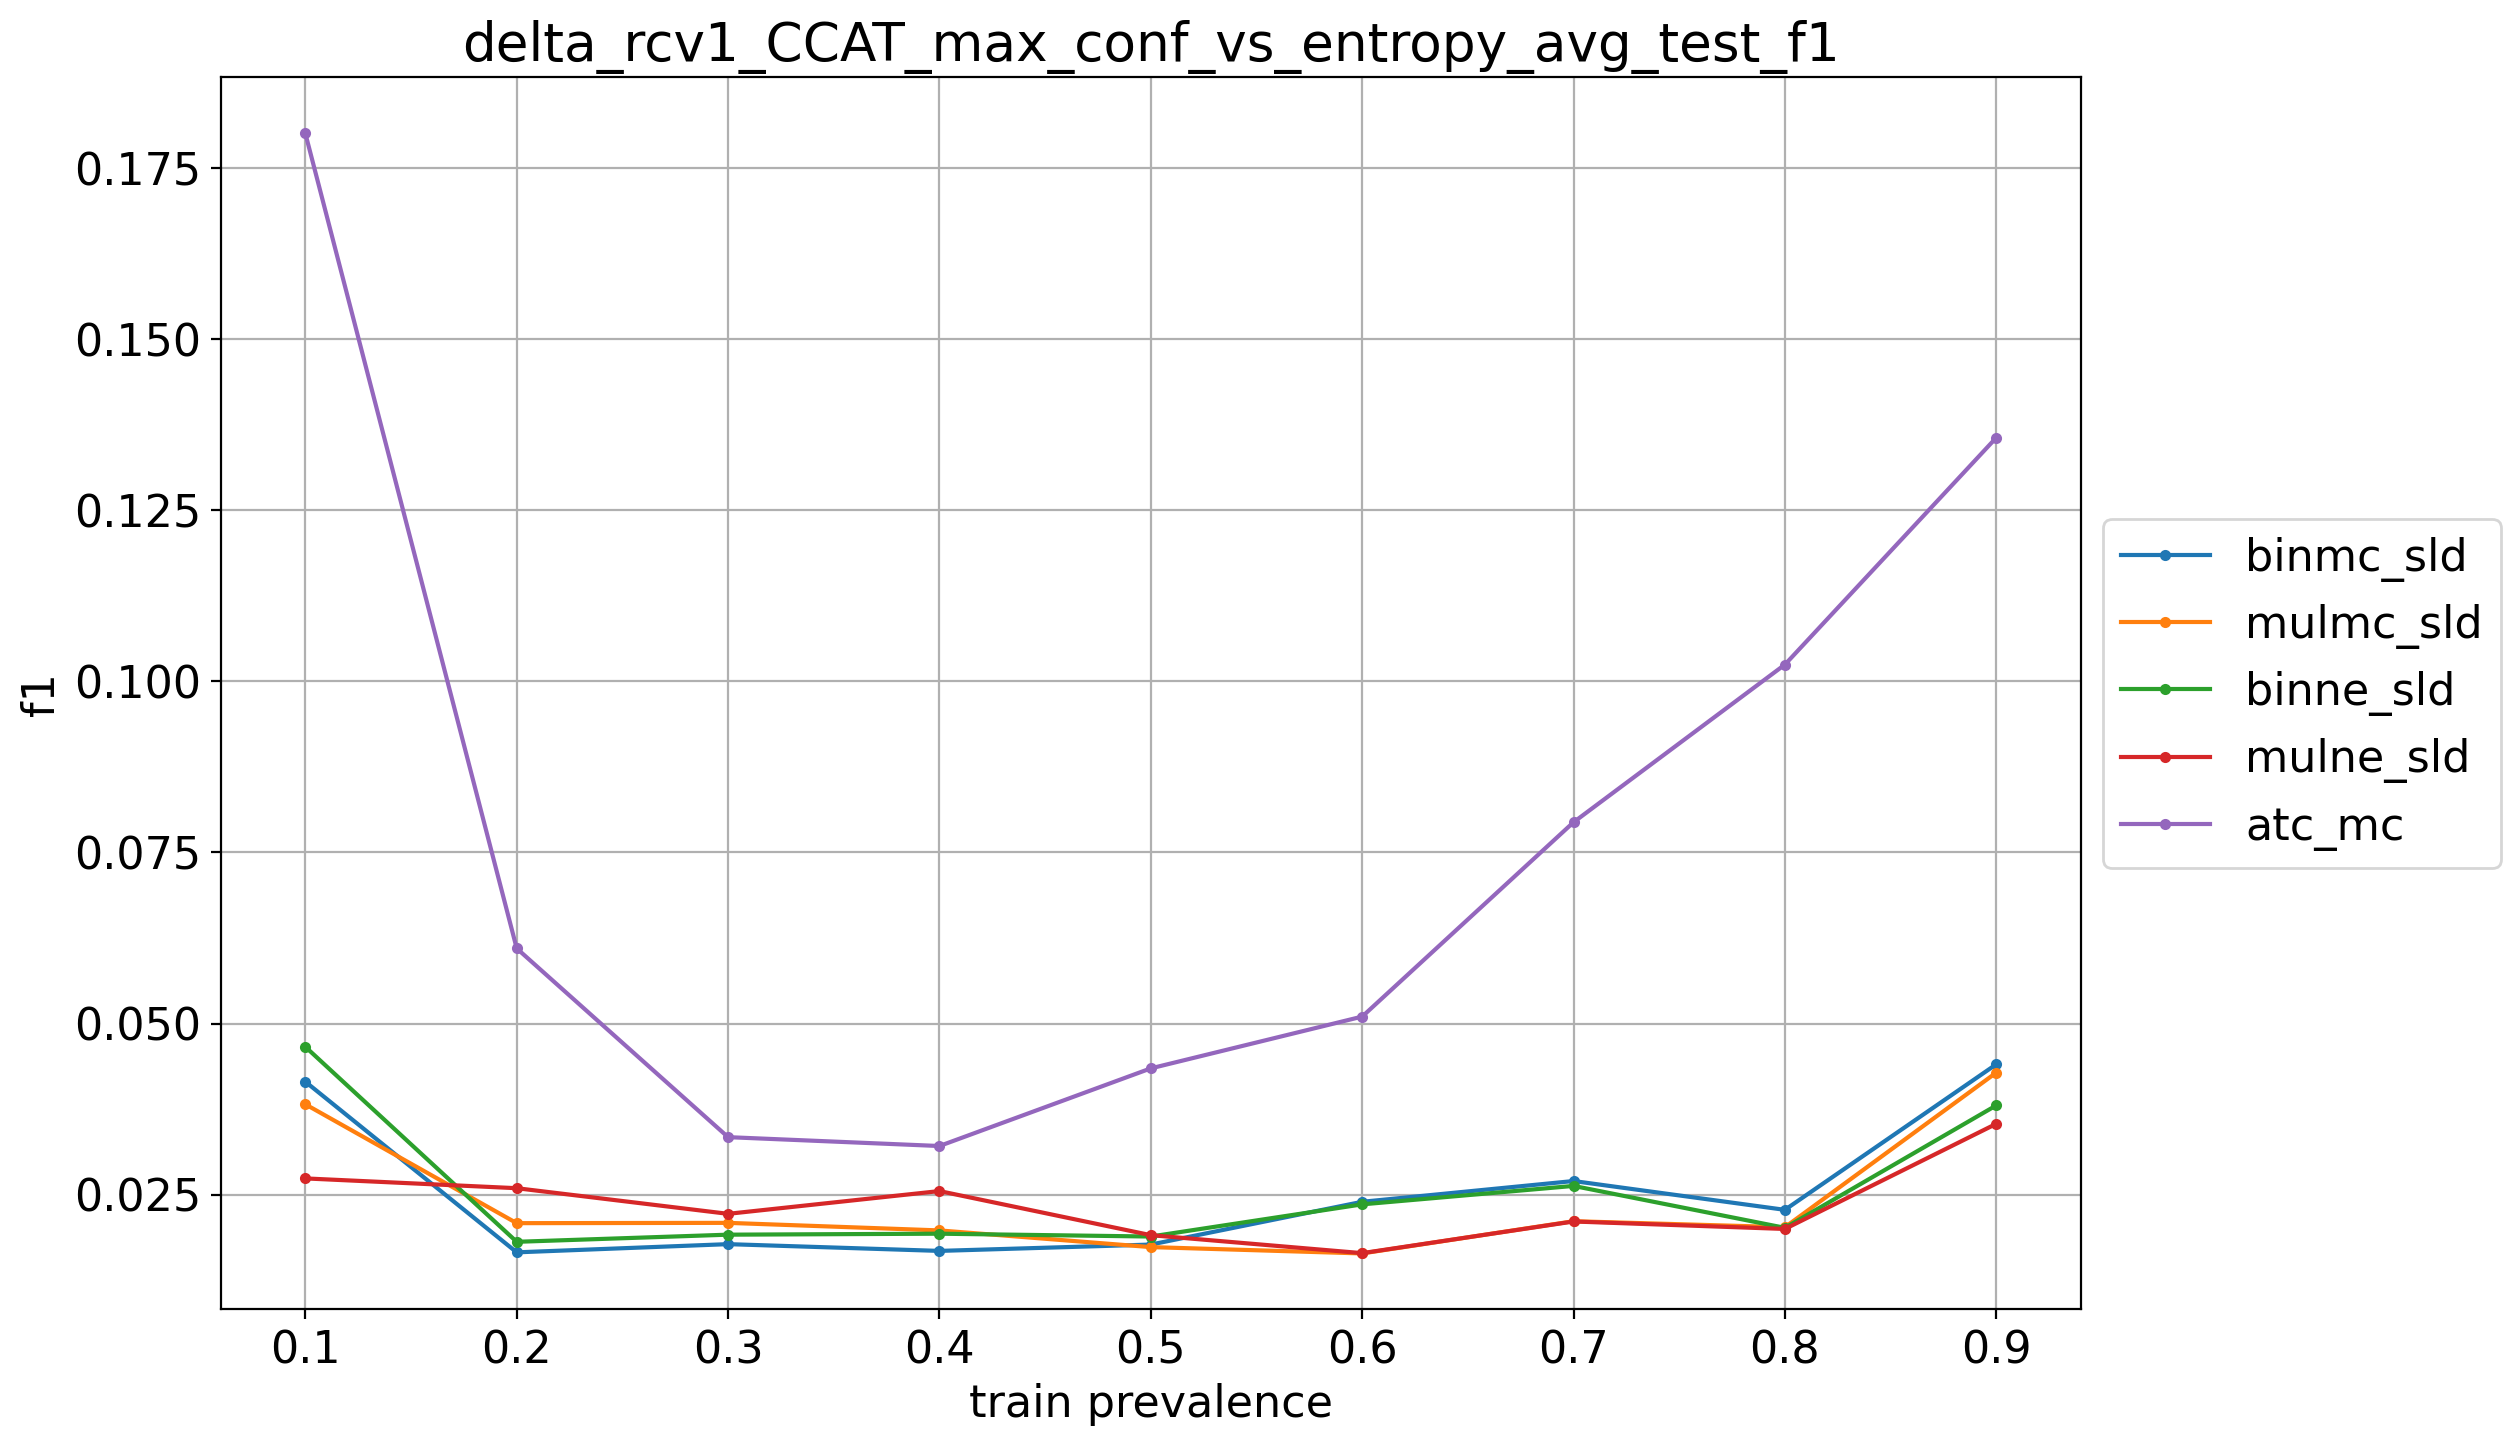 delta_rcv1_CCAT_max_conf_vs_entropy_avg_test_f1
f1
0.175
0.150
0.125
0.100
0.075
0.050
0.025
0.1 0.2 0.3 0.4 0.5 0.6 0.7 0.8 0.9
train prevalence
binmc_sld
mulmc_sld
binne_sld
mulne_sld
atc_mc